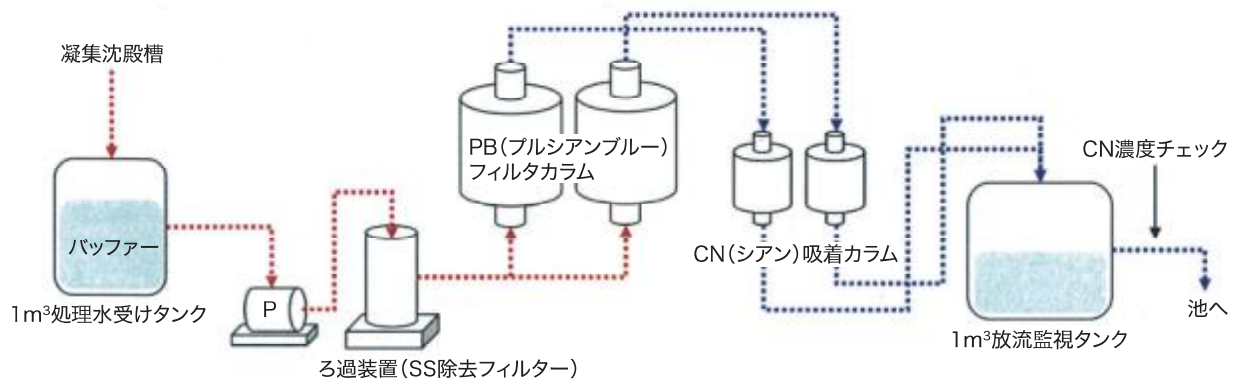 凝集沈殿槽
バッファー
1m³処理水受けタンク
P
ろ過装置（SS除去フィルター）
PB（プルシアンブルー）
フィルタカラム
CN（シアン）吸着カラム
CN濃度チェック
池へ
1m³放流監視タンク